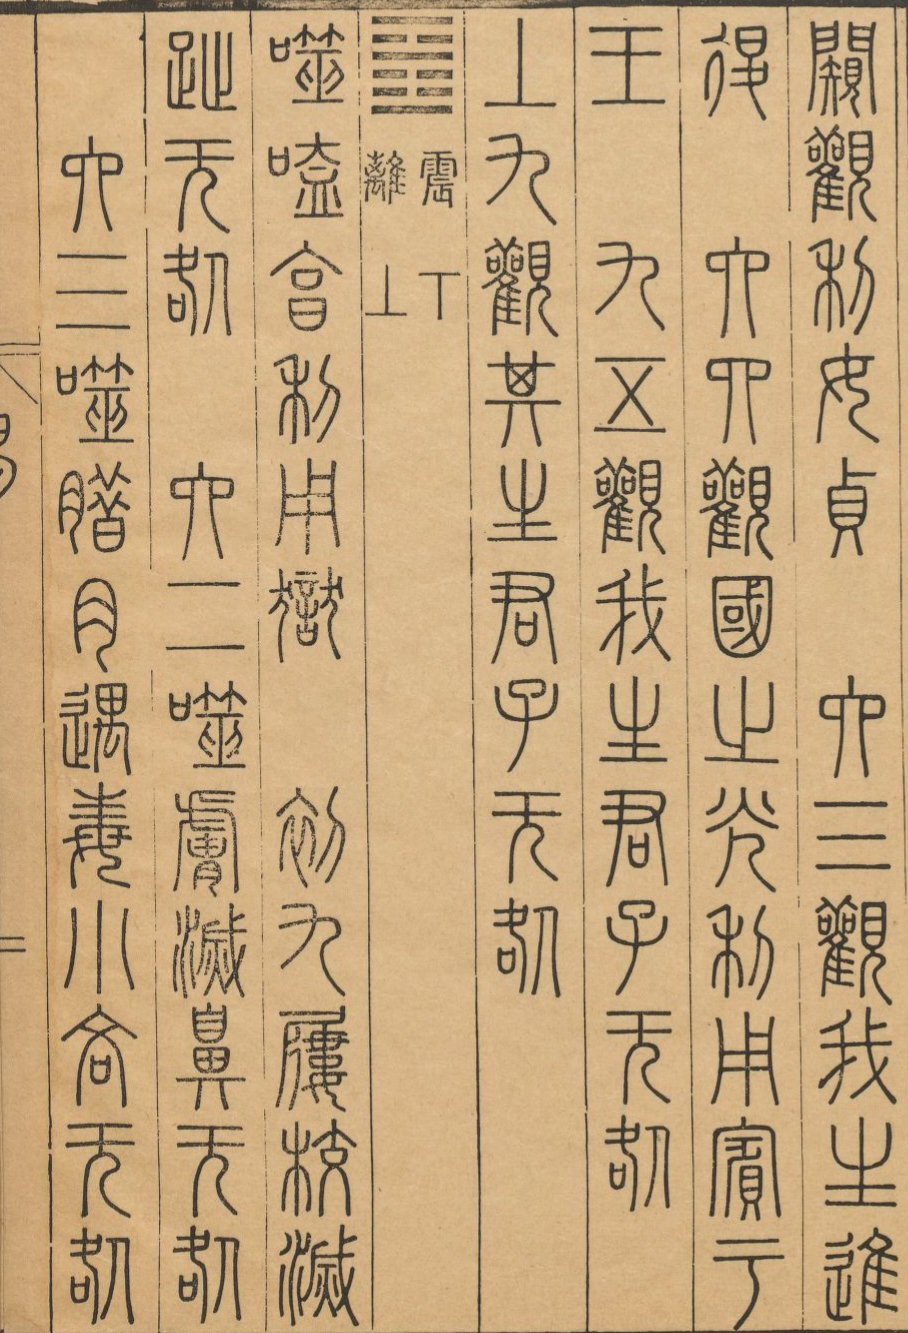 闚觀利女貞　六三觀我生進
退　六四觀國之光利用賓于
王　九五觀我生君子无咎
上九觀其生君子无咎
䷔　震下
離上
噬嗑亨利用獄　初九屨校滅
趾无咎　六二噬膚滅鼻无咎
六三噬腊肉遇毒小吝无咎